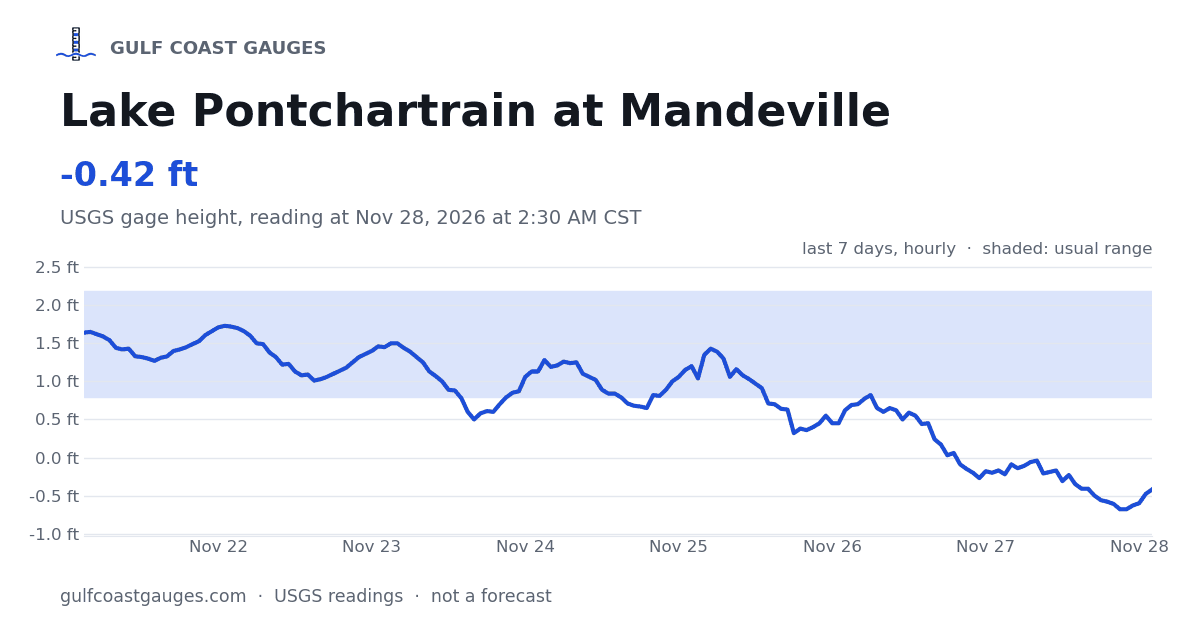 GULF COAST GAUGES
Lake Pontchartrain at Mandeville
-0.42 ft
USGS gage height, reading at Nov 28, 2026 at 2:30 AM CST
last 7 days, hourly · shaded: usual range
2.5 ft
2.0 ft
1.5 ft
1.0 ft
0.5 ft
0.0 ft
-0.5 ft
-1.0 ft
Nov 22 Nov 23 Nov 24 Nov 25 Nov 26 Nov 27 Nov 28
gulfcoastgauges.com · USGS readings · not a forecast